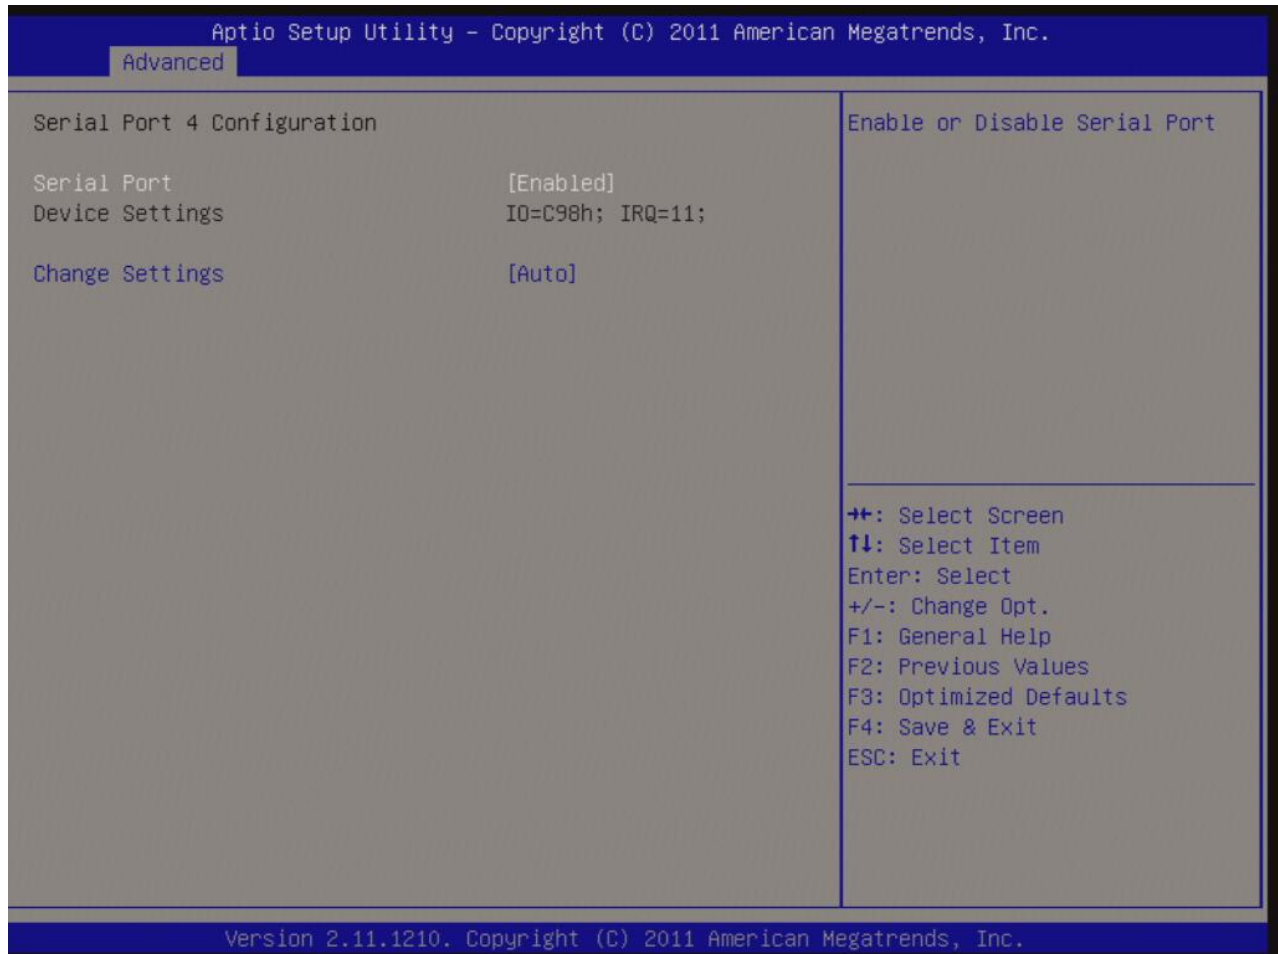 Aptio Setup Utility – Copyright (C) 2011 American Megatrends, Inc.
Advanced
Serial Port 4 Configuration
Serial Port [Enabled]
Device Settings IO=C98h; IRQ=11;
Change Settings [Auto]
Enable or Disable Serial Port
→←: Select Screen
↑↓: Select Item
Enter: Select
+/-: Change Opt.
F1: General Help
F2: Previous Values
F3: Optimized Defaults
F4: Save & Exit
ESC: Exit
Version 2.11.1210. Copyright (C) 2011 American Megatrends, Inc.